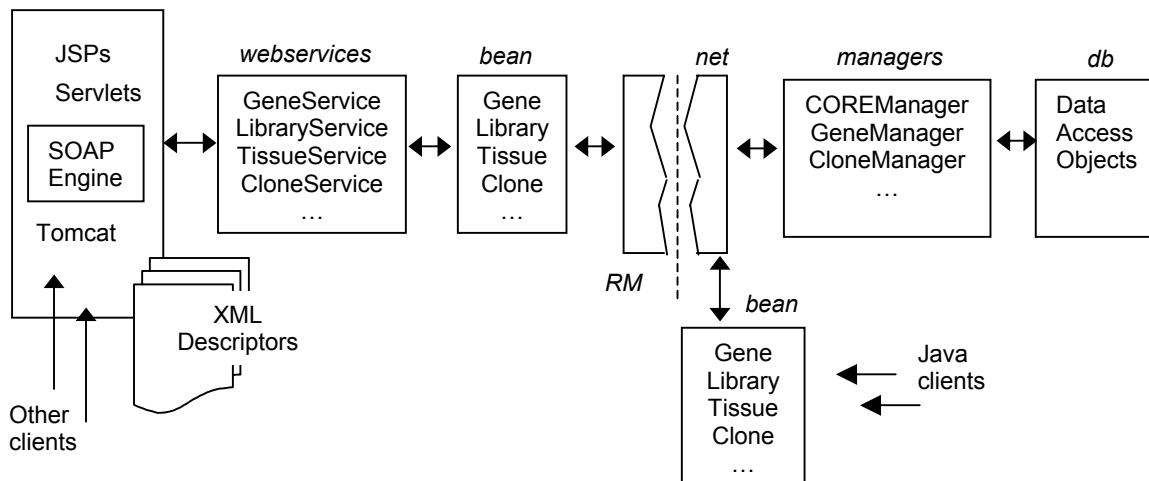 JSPs
Servlets
SOAP
Engine
Tomcat
webservices
GeneService
LibraryService
TissueService
CloneService
…
bean
Gene
Library
Tissue
Clone
…
net
RM
managers
COREManager
GeneManager
CloneManager
…
db
Data
Access
Objects
XML
Descriptors
Other
clients
bean
Gene
Library
Tissue
Clone
…
Java
clients